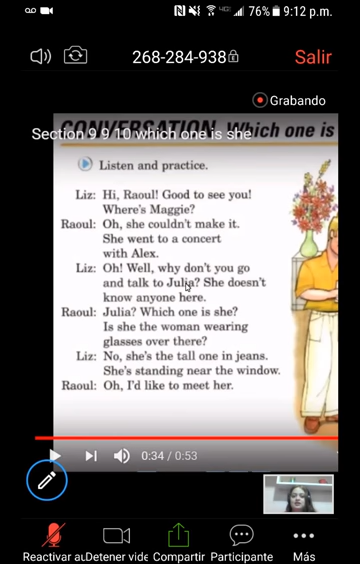 76% 9:12 p.m.
268-284-938 Salir
Grabando
CONVERSATION Which one is
Section 9 9 10 which one is she
Listen and practice.
Liz: Hi, Raoul! Good to see you!
Where's Maggie?
Raoul: Oh, she couldn't make it.
She went to a concert
with Alex.
Liz: Oh! Well, why don't you go
and talk to Julia? She doesn't
know anyone here.
Raoul: Julia? Which one is she?
Is she the woman wearing
glasses over there?
Liz: No, she's the tall one in jeans.
She's standing near the window.
Raoul: Oh, I'd like to meet her.
0:34 / 0:53
Reactivar au Detener vide Compartir Participante Más